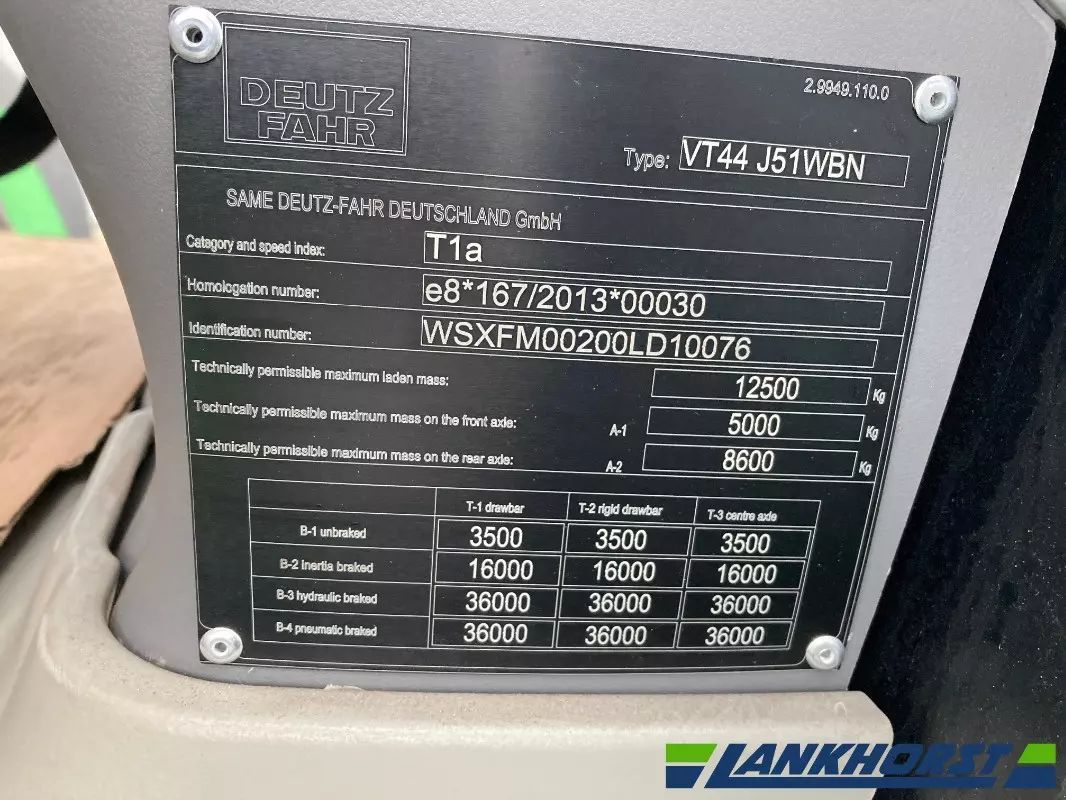 DEUTZ
FAHR
2.9949.110.0
Type: VT44 J51WBN
SAME DEUTZ-FAHR DEUTSCHLAND GmbH
Category and speed index: T1a
Homologation number: e8*167/2013*00030
Identification number: WSXFM00200LD10076
Technically permissible maximum laden mass: 12500 Kg
Technically permissible maximum mass on the front axle: A-1 5000 Kg
Technically permissible maximum mass on the rear axle: A-2 8600 Kg
T-1 drawbar T-2 rigid drawbar T-3 centre axle
B-1 unbraked 3500 3500 3500
B-2 inertia braked 16000 16000 16000
B-3 hydraulic braked 36000 36000 36000
B-4 pneumatic braked 36000 36000 36000
LANKHORST